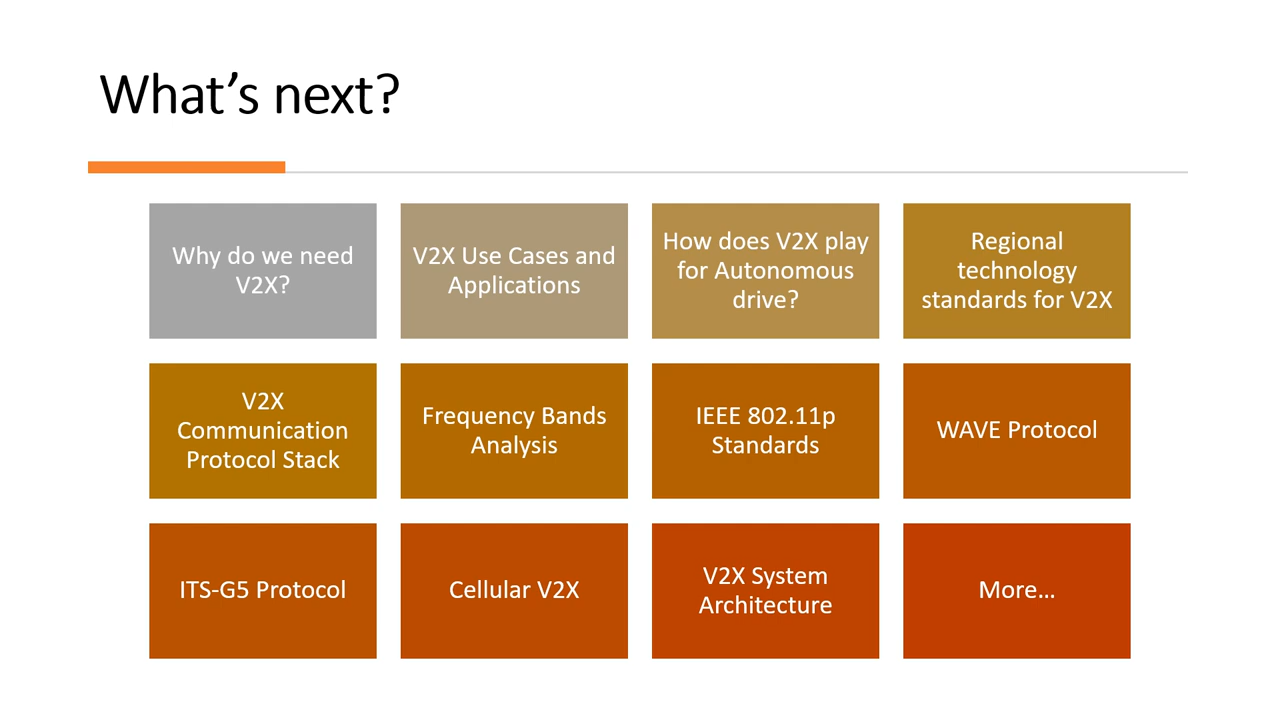 What’s next?
Why do we need
V2X?
V2X Use Cases and
Applications
How does V2X play
for Autonomous
drive?
Regional
technology
standards for V2X
V2X
Communication
Protocol Stack
Frequency Bands
Analysis
IEEE 802.11p
Standards
WAVE Protocol
ITS-G5 Protocol
Cellular V2X
V2X System
Architecture
More…